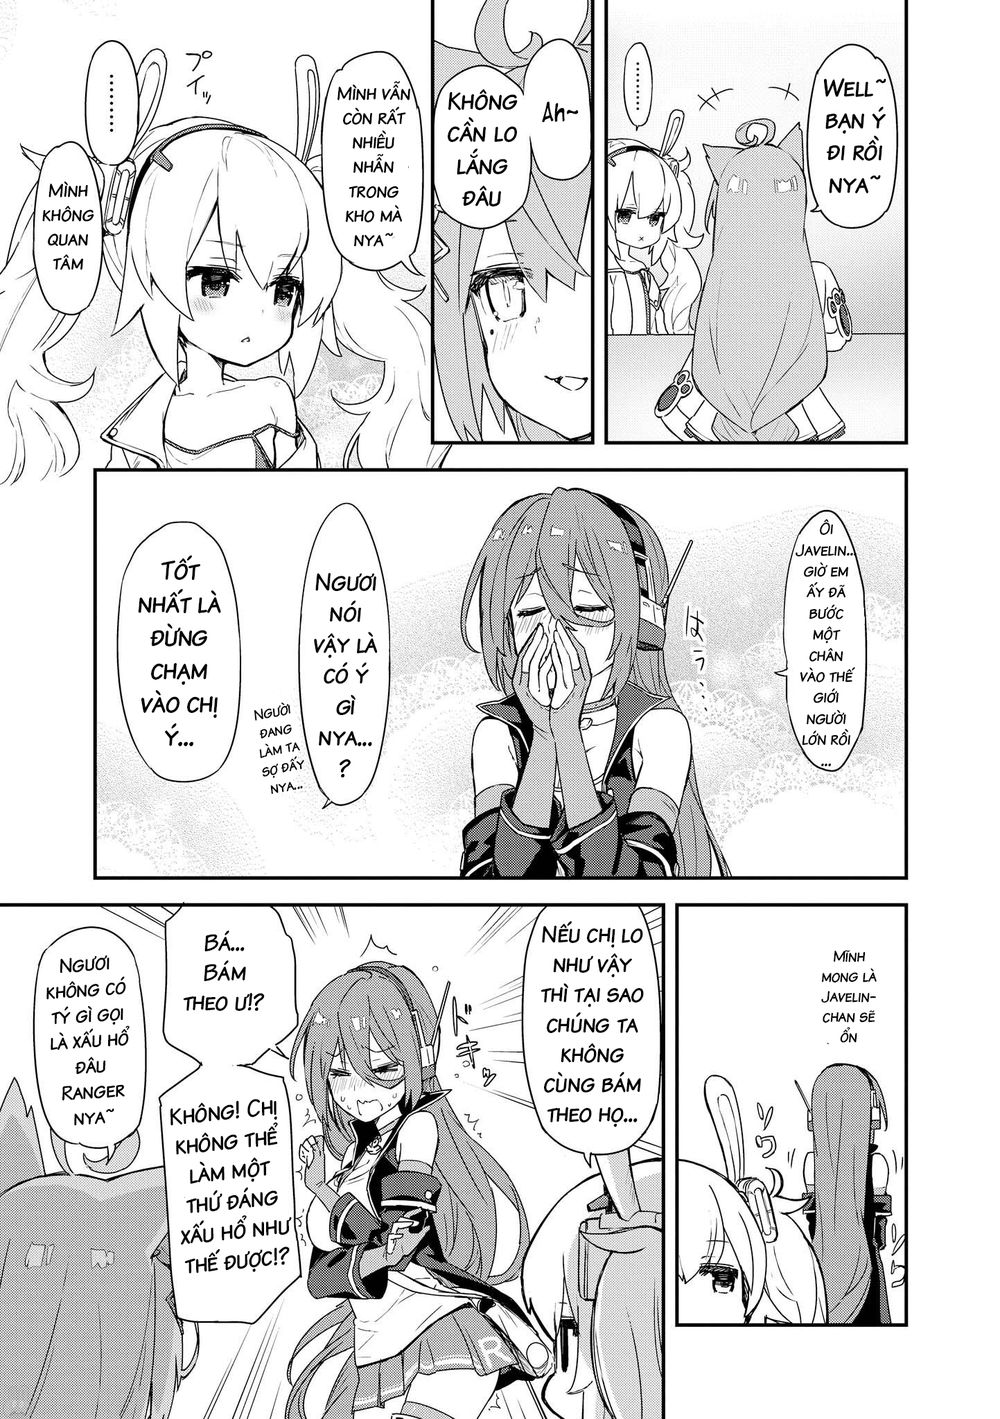 WELL~
BẠN Ý
ĐI RỒI
NYA~
.........
AH~
KHÔNG
CẦN LO
LẮNG
ĐÂU
MÌNH VẪN
CÒN RẤT
NHIỀU
NHẪN
TRONG
KHO MÀ
NYA~
プイッ
.........
MÌNH
KHÔNG
QUAN
TÂM
ÔI
JAVELIN..
GIỜ EM
ẤY ĐÃ
BƯỚC
MỘT
CHÂN
VÀO THẾ
GIỚI
NGƯỜI
LỚN RỒI
...
はぅ...
NGƯƠI
NÓI
VẬY LÀ
CÓ Ý
GÌ
NYA...
?
NGƯỜI
ĐANG
LÀM TA
SỢ ĐẤY
NYA...
TỐT
NHẤT LÀ
ĐỪNG
CHẠM
VÀO CHỊ
Ý...
MĨNH
MONG LÀ
JAVELIN-
CHAN SẼ
ỔN
ソワソワ
NẾU CHỊ LO
NHƯ VẬY
THÌ TẠI SAO
CHÚNG TA
KHÔNG
CÙNG BÁM
THEO HỌ...
ドキッ
BÁ...
BÁM
THEO Ư!?
KHÔNG! CHỊ
KHÔNG THỂ
LÀM MỘT
THỨ ĐÁNG
XẤU HỔ NHƯ
THẾ ĐƯỢC!?
R
NGƯƠI
KHÔNG CÓ
TÝ GÌ GỌI
LÀ XẤU HỔ
ĐÂU
RANGER
NYA~